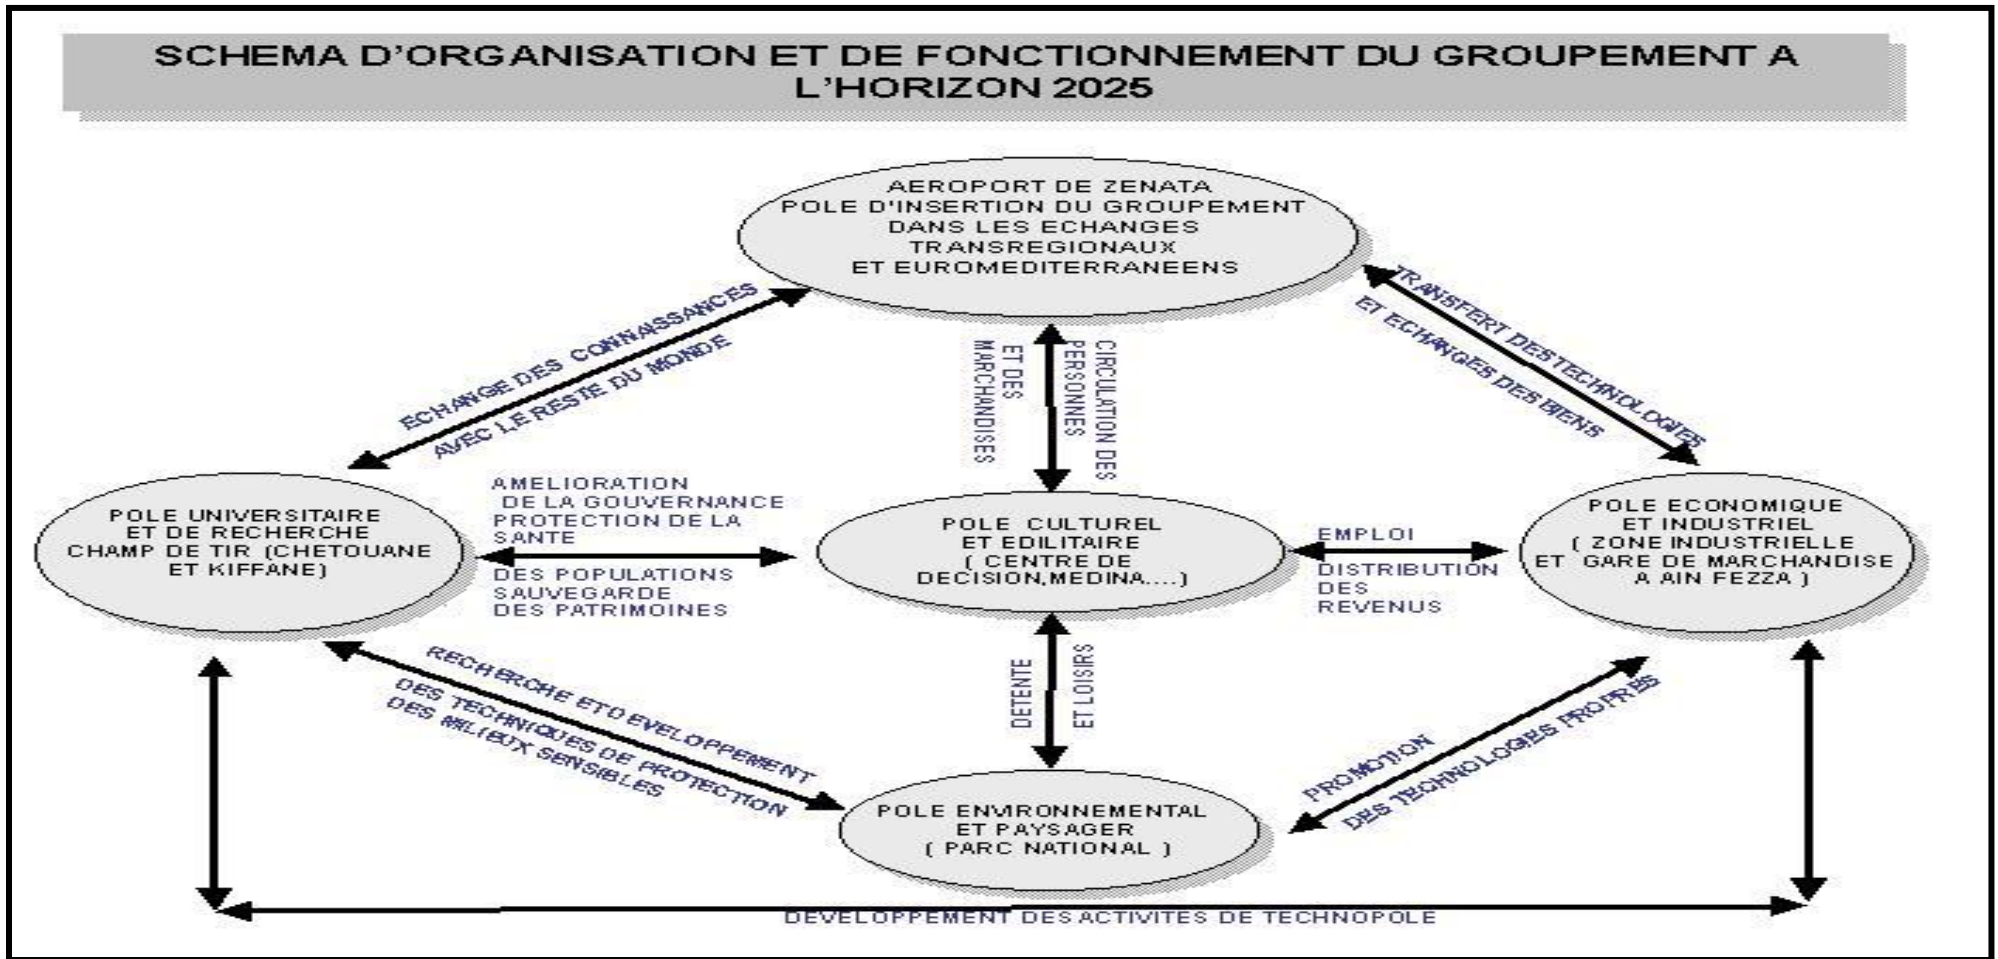 SCHEMA D’ORGANISATION ET DE FONCTIONNEMENT DU GROUPEMENT A
L’HORIZON 2025
AEROPORT DE ZENATA
POLE D'INSERTION DU GROUPEMENT
DANS LES ECHANGES
TRANSREGIONAUX
ET EUROMEDITERRANEENS
ECHANGE DES CONNAISSANCES
AVEC LE RESTE DU MONDE
CIRCULATION DES
PERSONNES
ET DES
MARCHANDISES
TRANSFERT DES TECHNOLOGIES
ET ECHANGES DES BIENS
POLE UNIVERSITAIRE
ET DE RECHERCHE
CHAMP DE TIR (CHETOUANE
ET KIFFANE)
AMELIORATION
DE LA GOUVERNANCE
PROTECTION DE LA
SANTE
DES POPULATIONS
SAUVEGARDE
DES PATRIMOINES
POLE CULTUREL
ET EDILITAIRE
( CENTRE DE
DECISION,MEDINA....)
EMPLOI
DISTRIBUTION
DES
REVENUS
POLE ECONOMIQUE
ET INDUSTRIEL
( ZONE INDUSTRIELLE
ET GARE DE MARCHANDISE
A AIN FEZZA )
RECHERCHE ET DEVELOPPEMENT
DES TECHNIQUES DE PROTECTION
DES MILIEUX SENSIBLES
DETENTE
ET LOISIRS
PROMOTION
DES TECHNOLOGIES PROPRES
POLE ENVIRONNEMENTAL
ET PAYSAGER
( PARC NATIONAL )
DEVELOPPEMENT DES ACTIVITES DE TECHNOPOLE